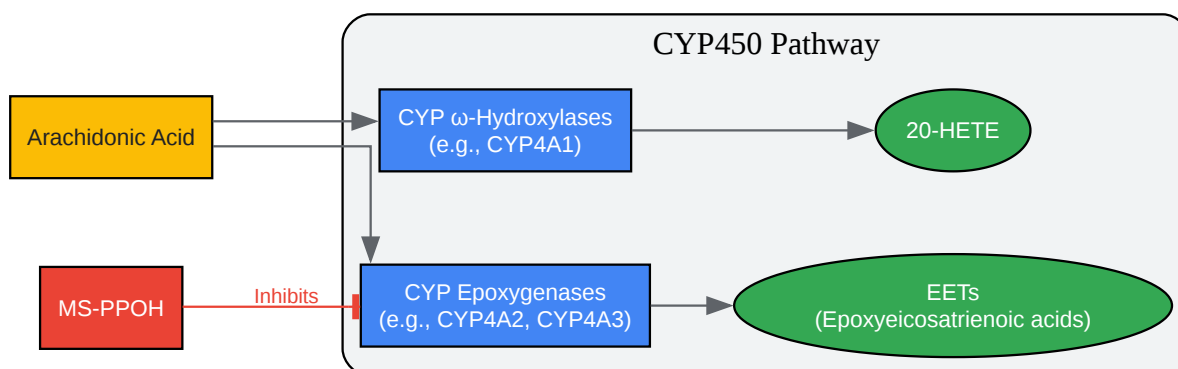 CYP450 Pathway
Arachidonic Acid
CYP ω-Hydroxylases
(e.g., CYP4A1)
20-HETE
MS-PPOH
Inhibits
CYP Epoxygenases
(e.g., CYP4A2, CYP4A3)
EETs
(Epoxyeicosatrienoic acids)